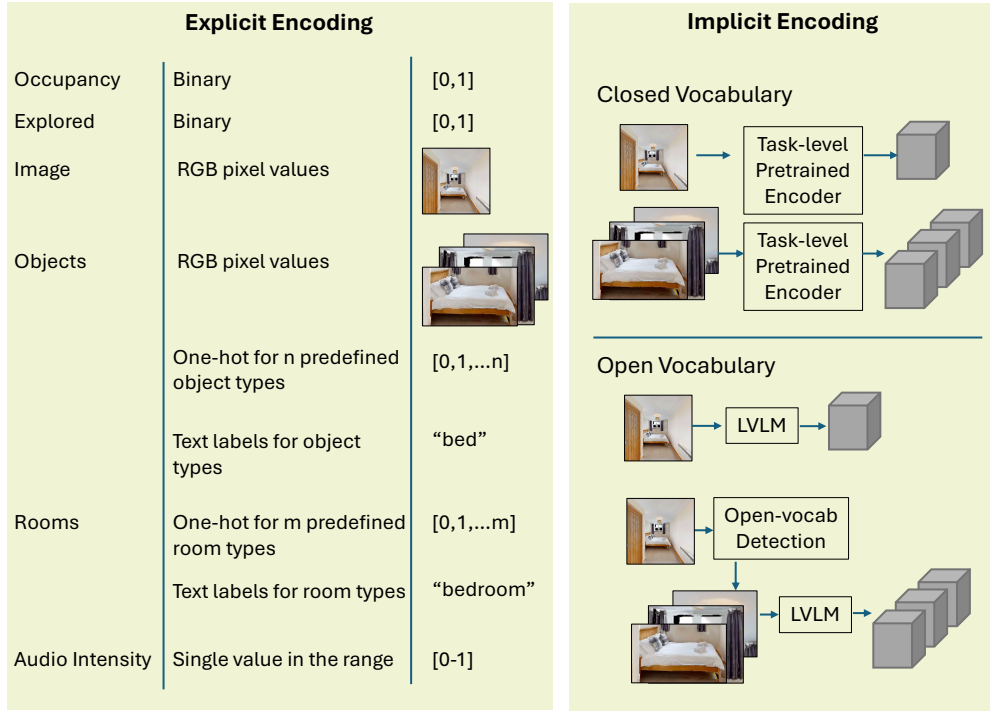 Explicit Encoding
Occupancy Binary [0,1]
Explored Binary [0,1]
Image RGB pixel values
Objects RGB pixel values
One-hot for n predefined
object types
[0,1,...n]
Text labels for object
types
“bed”
Rooms One-hot for m predefined
room types
[0,1,...m]
Text labels for room types “bedroom”
Audio Intensity Single value in the range [0-1]
Implicit Encoding
Closed Vocabulary
Task-level
Pretrained
Encoder
Task-level
Pretrained
Encoder
Open Vocabulary
LVLM
Open-vocab
Detection
LVLM